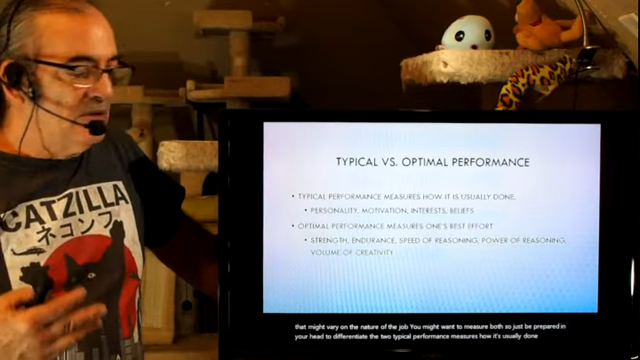 CATZILLA
ネコンフ
TYPICAL VS. OPTIMAL PERFORMANCE
• TYPICAL PERFORMANCE MEASURES HOW IT IS USUALLY DONE.
• PERSONALITY, MOTIVATION, INTERESTS, BELIEFS
• OPTIMAL PERFORMANCE MEASURES ONE'S BEST EFFORT
• STRENGTH, ENDURANCE, SPEED OF REASONING, POWER OF REASONING,
VOLUME OF CREATIVITY
that might vary on the nature of the job You might want to measure both so just be prepared in
your head to differentiate the two typical performance measures how it's usually done